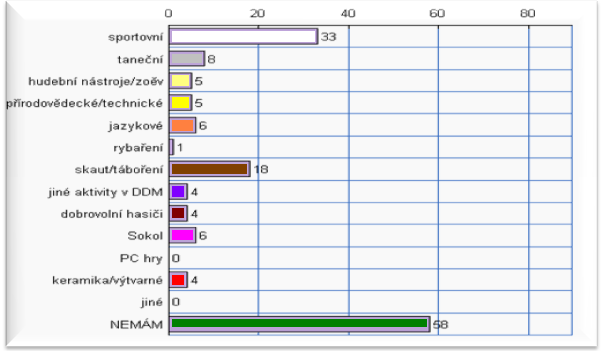 0 20 40 60 80
sportovní 33
taneční 8
hudební nástroje/zoěv 5
přírodovědecké/technické 5
jazykové 6
rybaření 1
skaut/táboření 18
jiné aktivity v DDM 4
dobrovolní hasiči 4
Sokol 6
PC hry 0
keramika/výtvarné 4
jiné 0
NEMÁM 58